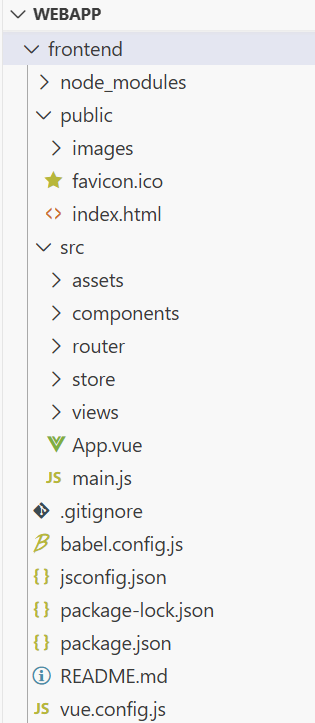 WEBAPP
frontend
node_modules
public
images
favicon.ico
index.html
src
assets
components
router
store
views
App.vue
JS main.js
.gitignore
babel.config.js
{} jsconfig.json
{} package-lock.json
{} package.json
README.md
JS vue.config.js